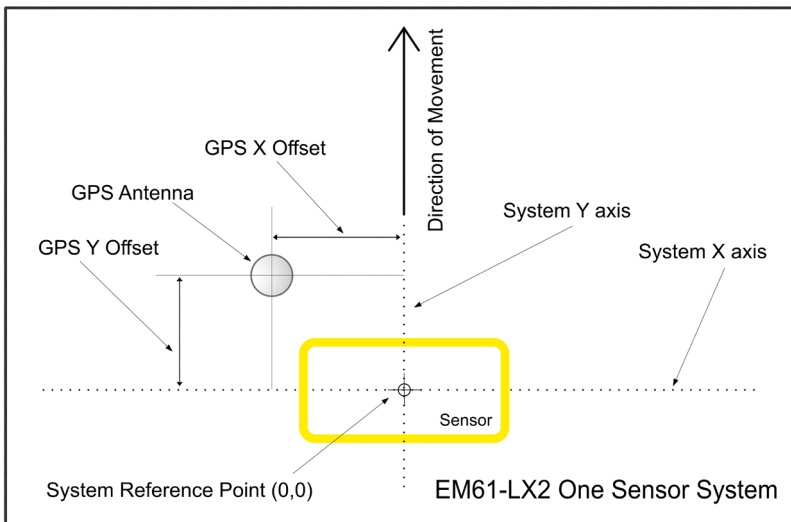 Direction of Movement
GPS X Offset
GPS Antenna
System Y axis
GPS Y Offset
System X axis
Sensor
System Reference Point (0,0)
EM61-LX2 One Sensor System